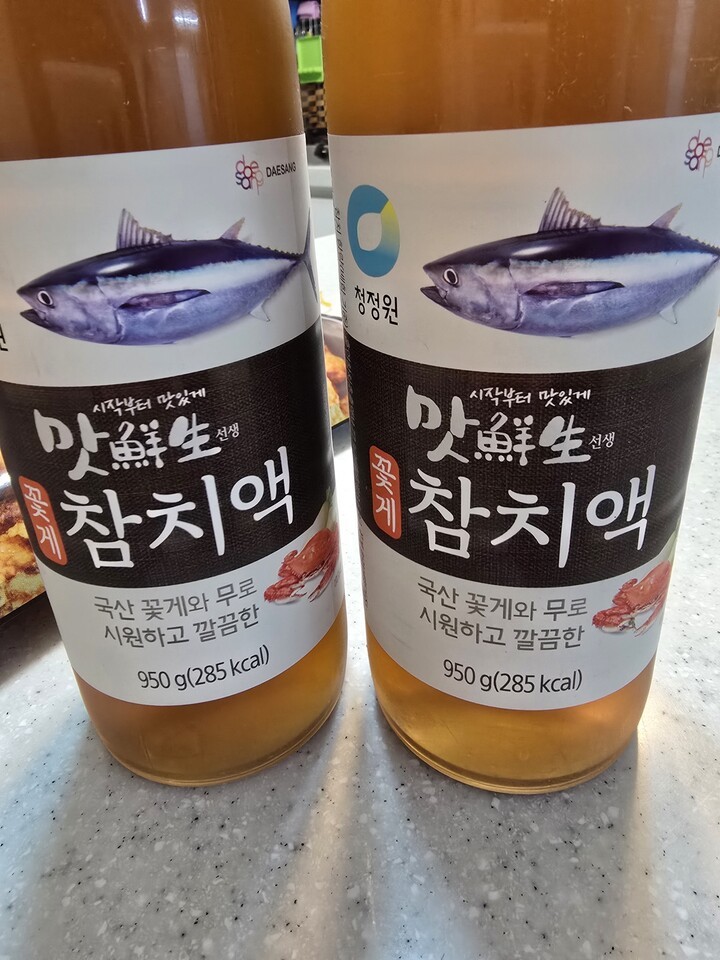 DAESANG
시작부터 맛있게
맛鮮生 선생
꽃게
참치액
국산 꽃게와 무로
시원하고 깔끔한
950 g(285 kcal)
청정원
시작부터 맛있게
맛鮮生 선생
꽃게
참치액
국산 꽃게와 무로
시원하고 깔끔한
950 g(285 kcal)